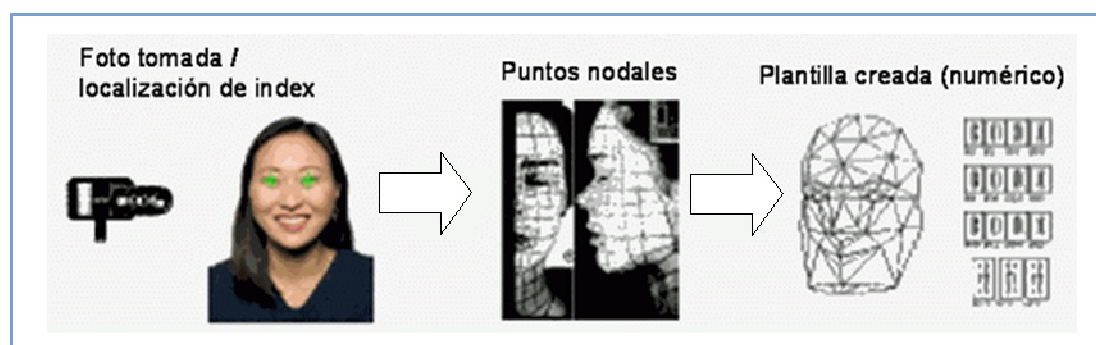 Foto tomada /
localización de index
Puntos nodales
Plantilla creada (numérico)